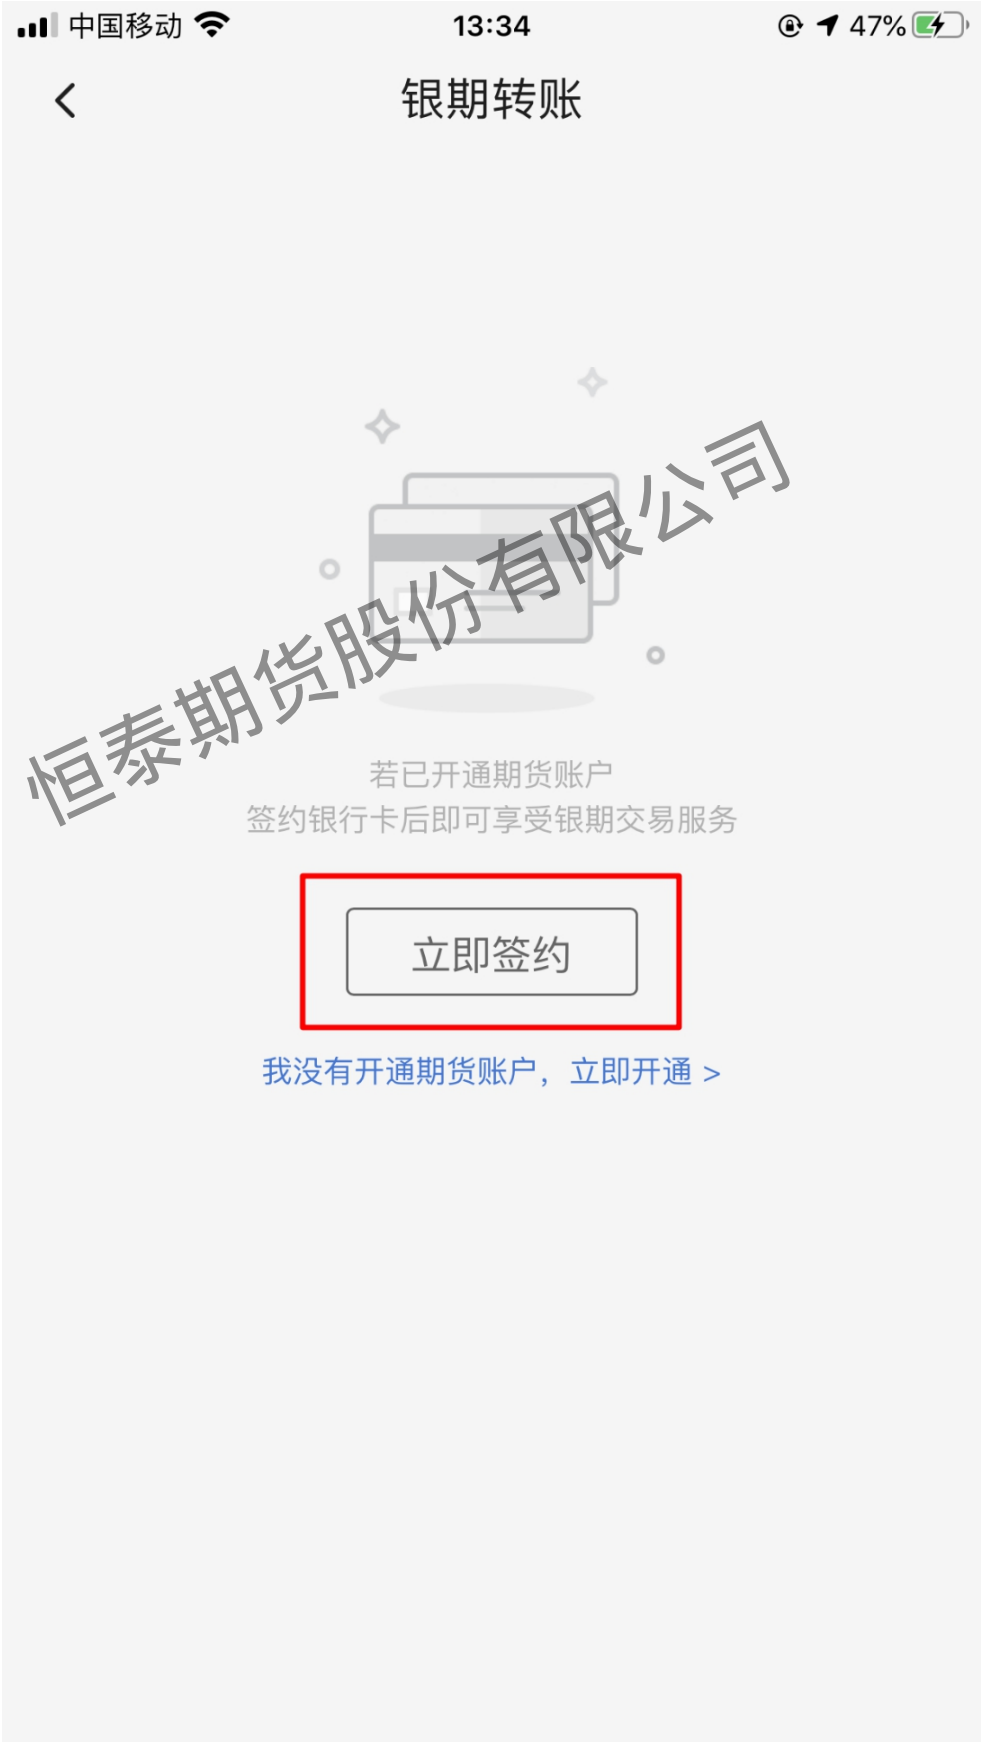 中国移动 13:34 47%
银期转账
恒泰期货股份有限公司
若已开通期货账户
签约银行卡后即可享受银期交易服务
立即签约
我没有开通期货账户，立即开通 >